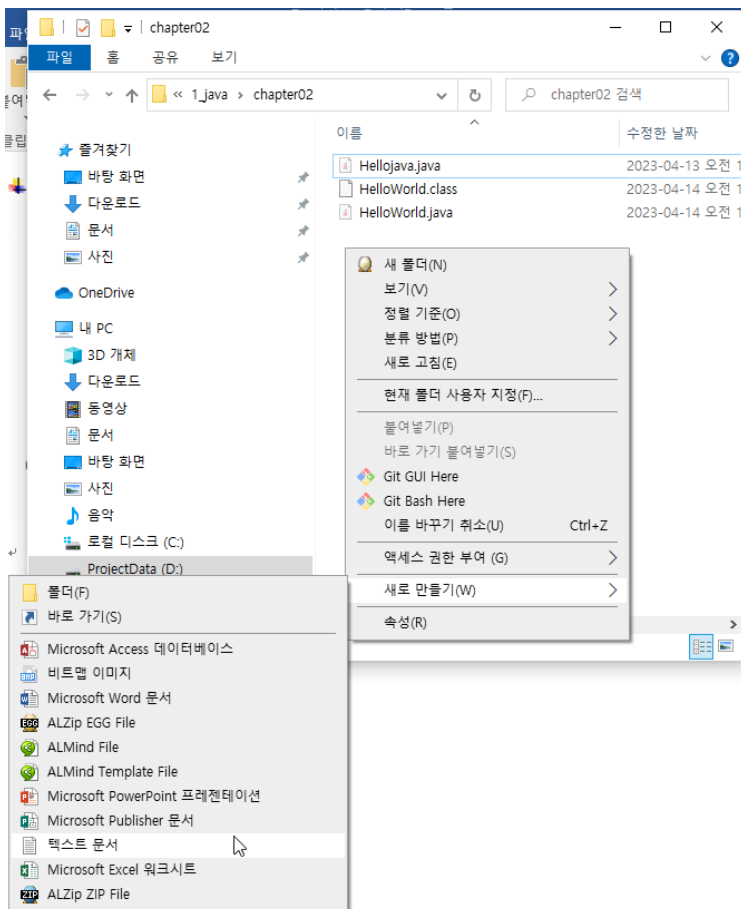 chapter02
파일 홈 공유 보기
« 1_java > chapter02
chapter02 검색
이름 수정한 날짜
즐겨찾기
바탕 화면
다운로드
문서
사진
OneDrive
내 PC
3D 개체
다운로드
동영상
문서
바탕 화면
사진
음악
로컬 디스크 (C:)
ProjectData (D:)
Hellojava.java 2023-04-13 오전 1
HelloWorld.class 2023-04-14 오전 1
HelloWorld.java 2023-04-14 오전 1
새 폴더(N)
보기(V)
정렬 기준(O)
분류 방법(P)
새로 고침(E)
현재 폴더 사용자 지정(F)...
붙여넣기(P)
바로 가기 붙여넣기(S)
Git GUI Here
Git Bash Here
이름 바꾸기 취소(U) Ctrl+Z
액세스 권한 부여 (G)
새로 만들기(W)
속성(R)
폴더(F)
바로 가기(S)
Microsoft Access 데이터베이스
비트맵 이미지
Microsoft Word 문서
ALZip EGG File
ALMind File
ALMind Template File
Microsoft PowerPoint 프레젠테이션
Microsoft Publisher 문서
텍스트 문서
Microsoft Excel 워크시트
ALZip ZIP File